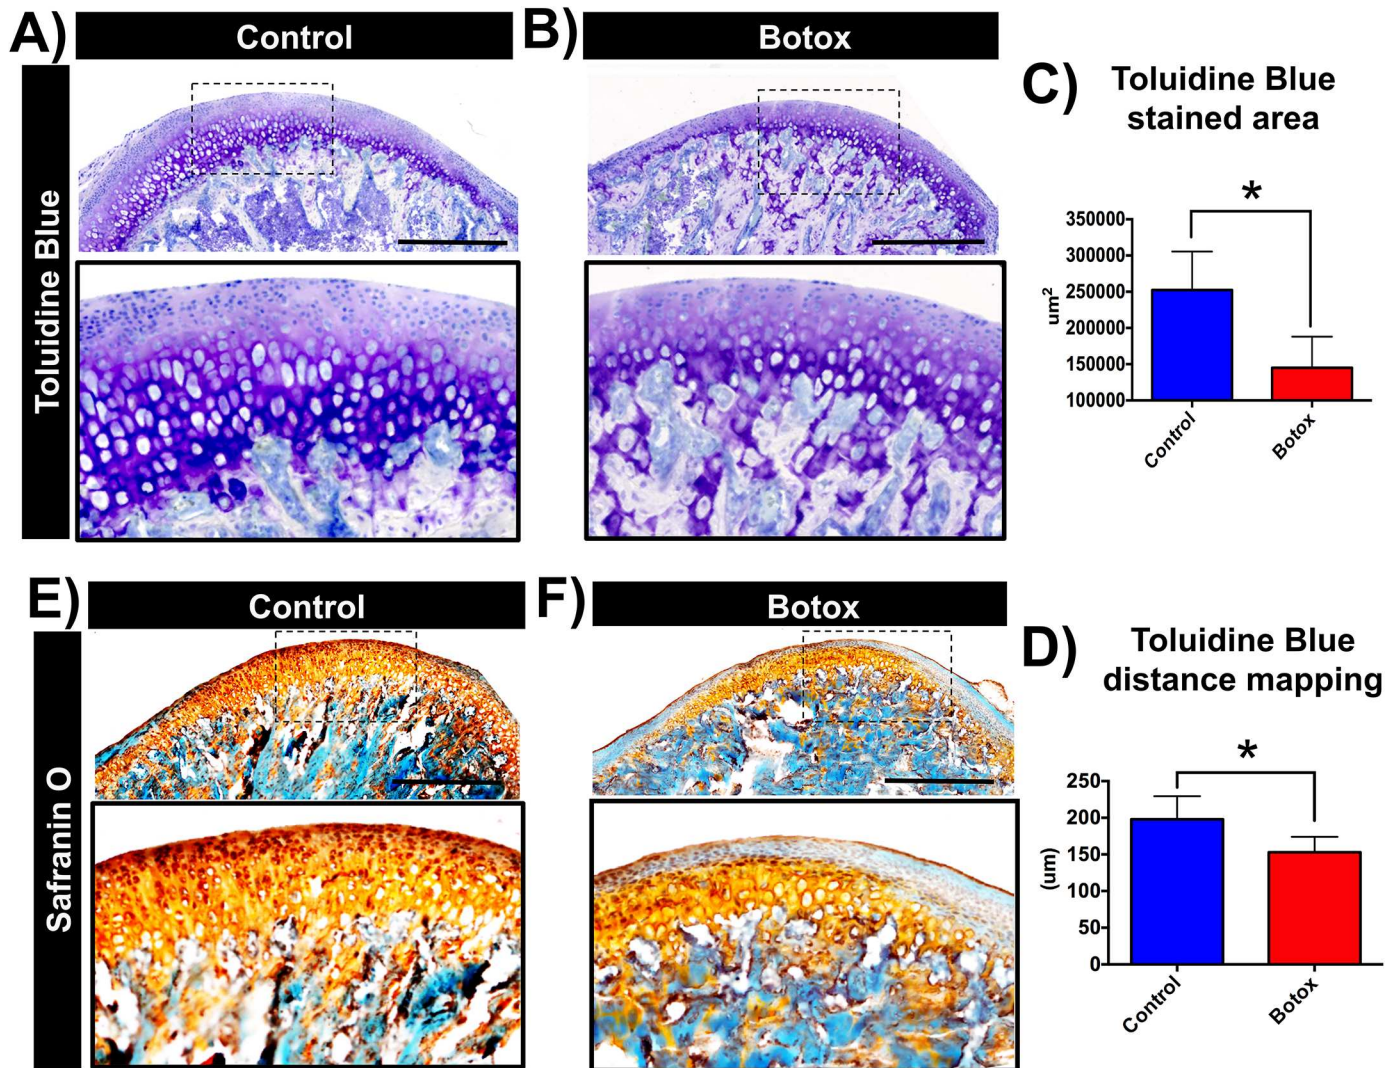 A) Control
B) Botox
Toluidine Blue
C) Toluidine Blue
stained area
*
350000
300000
250000
200000
150000
100000
um²
Control
Botox
E) Control
F) Botox
Safranin O
D) Toluidine Blue
distance mapping
*
250
200
150
100
50
0
(um)
Control
Botox